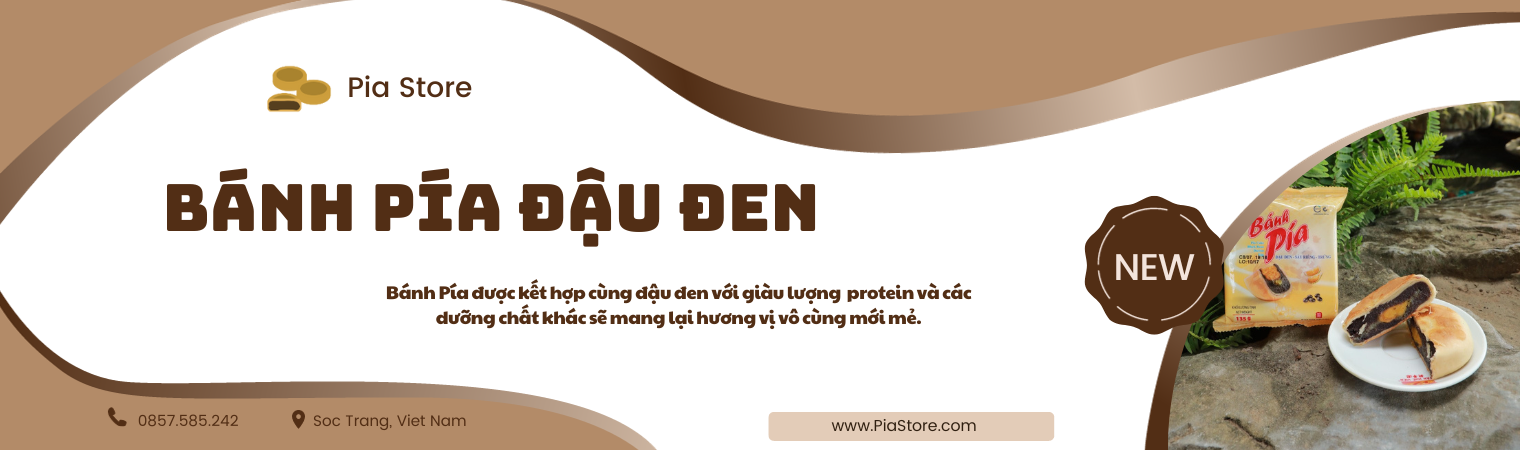 Pia Store
BÁNH PÍA ĐẬU ĐEN
Bánh Pía được kết hợp cùng đậu đen với giàu lượng protein và các
dưỡng chất khác sẽ mang lại hương vị vô cùng mới mẻ.
NEW
Bánh
Pía
0857.585.242
Soc Trang, Viet Nam
www.PiaStore.com